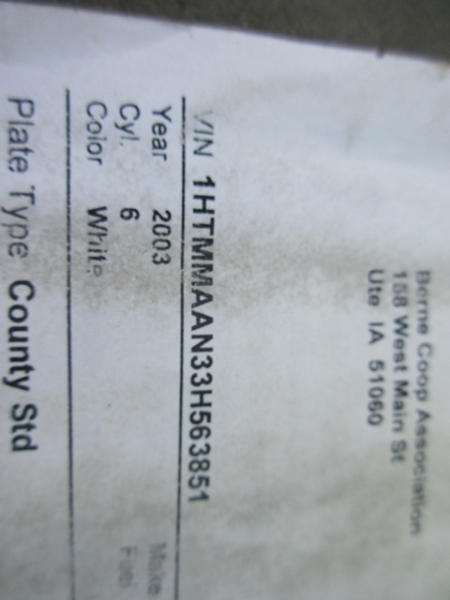 Berne Coop Association
158 West Main St
Ute IA 51060
VIN 1HTMMAAN33H563851
Year 2003 Make
Cyl. 6 Fuel
Color White
Plate Type County Std